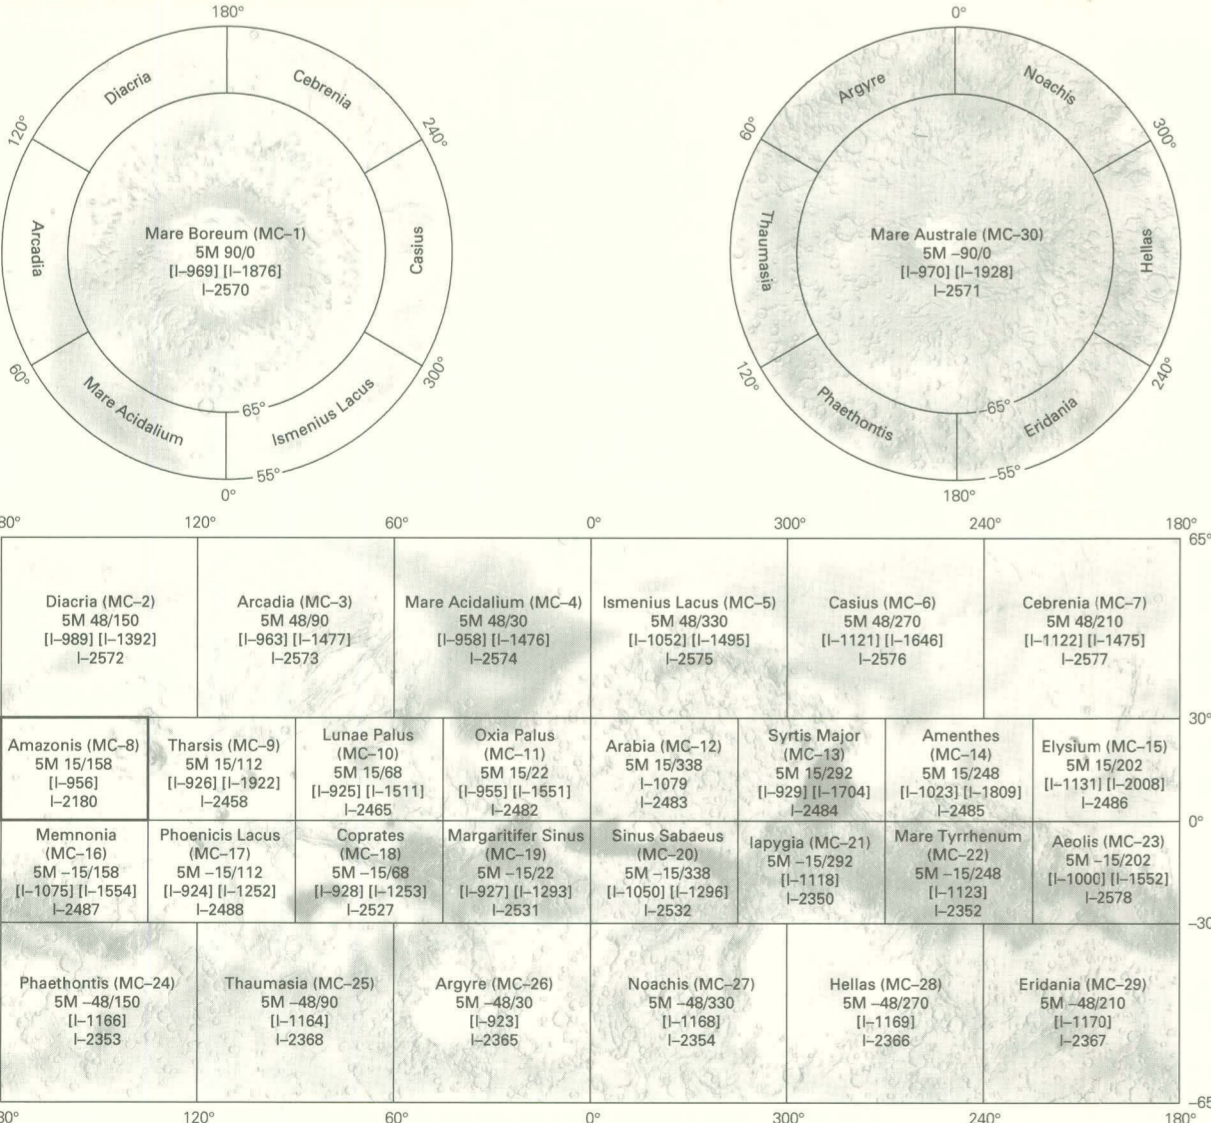 180°
Diacria
Cebrenia
120°
240°
Arcadia
Casius
Mare Boreum (MC–1)
5M 90/0
[I–969] [I–1876]
I–2570
60°
300°
Mare Acidalium
Ismenius Lacus
65°
55°
0°
0°
Argyre
Noachis
60°
300°
Thaumasia
Hellas
Mare Australe (MC–30)
5M –90/0
[I–970] [I–1928]
I–2571
120°
240°
Phaethontis
Eridania
–65°
–55°
180°
80°
120°
60°
0°
300°
240°
180°
65°
Diacria (MC–2)
5M 48/150
[I–989] [I–1392]
I–2572
Arcadia (MC–3)
5M 48/90
[I–963] [I–1477]
I–2573
Mare Acidalium (MC–4)
5M 48/30
[I–958] [I–1476]
I–2574
Ismenius Lacus (MC–5)
5M 48/330
[I–1052] [I–1495]
I–2575
Casius (MC–6)
5M 48/270
[I–1121] [I–1646]
I–2576
Cebrenia (MC–7)
5M 48/210
[I–1122] [I–1475]
I–2577
30°
Amazonis (MC–8)
5M 15/158
[I–956]
I–2180
Tharsis (MC–9)
5M 15/112
[I–926] [I–1922]
I–2458
Lunae Palus
(MC–10)
5M 15/68
[I–925] [I–1511]
I–2465
Oxia Palus
(MC–11)
5M 15/22
[I–955] [I–1551]
I–2482
Arabia (MC–12)
5M 15/338
I–1079
I–2483
Syrtis Major
(MC–13)
5M 15/292
[I–929] [I–1704]
I–2484
Amenthes
(MC–14)
5M 15/248
[I–1023] [I–1809]
I–2485
Elysium (MC–15)
5M 15/202
[I–1131] [I–2008]
I–2486
0°
Memnonia
(MC–16)
5M –15/158
[I–1075] [I–1554]
I–2487
Phoenicis Lacus
(MC–17)
5M –15/112
[I–924] [I–1252]
I–2488
Coprates
(MC–18)
5M –15/68
[I–928] [I–1253]
I–2527
Margaritifer Sinus
(MC–19)
5M –15/22
[I–927] [I–1293]
I–2531
Sinus Sabaeus
(MC–20)
5M –15/338
[I–1050] [I–1296]
I–2532
Iapygia (MC–21)
5M –15/292
[I–1118]
I–2350
Mare Tyrrhenum
(MC–22)
5M –15/248
[I–1123]
I–2352
Aeolis (MC–23)
5M –15/202
[I–1000] [I–1552]
I–2578
–30
Phaethontis (MC–24)
5M –48/150
[I–1166]
I–2353
Thaumasia (MC–25)
5M –48/90
[I–1164]
I–2368
Argyre (MC–26)
5M –48/30
[I–923]
I–2365
Noachis (MC–27)
5M –48/330
[I–1168]
I–2354
Hellas (MC–28)
5M –48/270
[I–1169]
I–2366
Eridania (MC–29)
5M –48/210
[I–1170]
I–2367
–65
80°
120°
60°
0°
300°
240°
180°